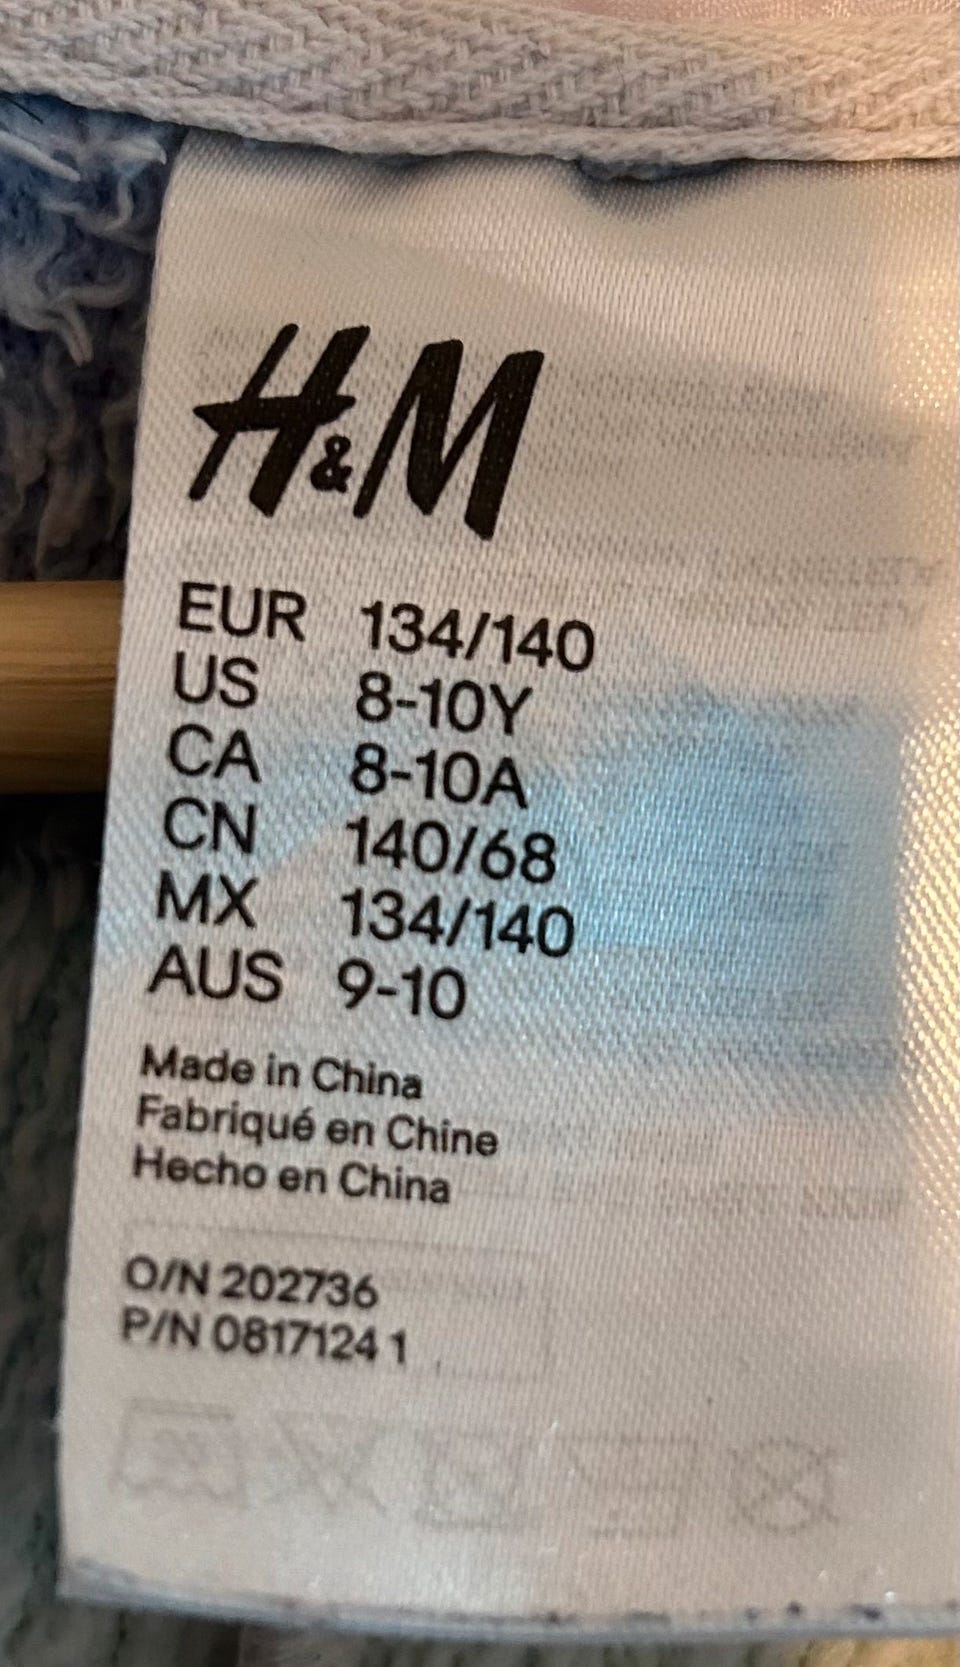 H&M
EUR 134/140
US 8-10Y
CA 8-10A
CN 140/68
MX 134/140
AUS 9-10
Made in China
Fabriqué en Chine
Hecho en China
O/N 202736
P/N 0817124 1